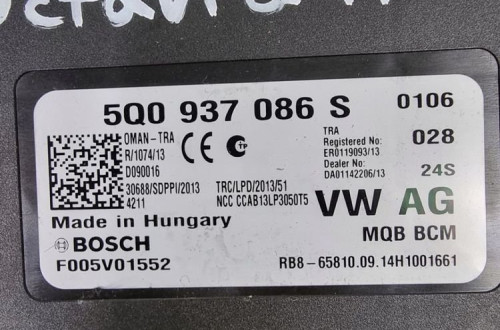 5Q0 937 086 S 0106
OMAN-TRA
R/1074/13
D090016
30688/SDPPI/2013
4211
TRC/LPD/2013/51
NCC CCAB13LP3050T5
TRA
Registered No:
ER0119093/13
Dealer No:
DA01142206/13
028
24S
VW AG
Made in Hungary
BOSCH
MQB BCM
F005V01552
RB8-65810.09.14H1001661